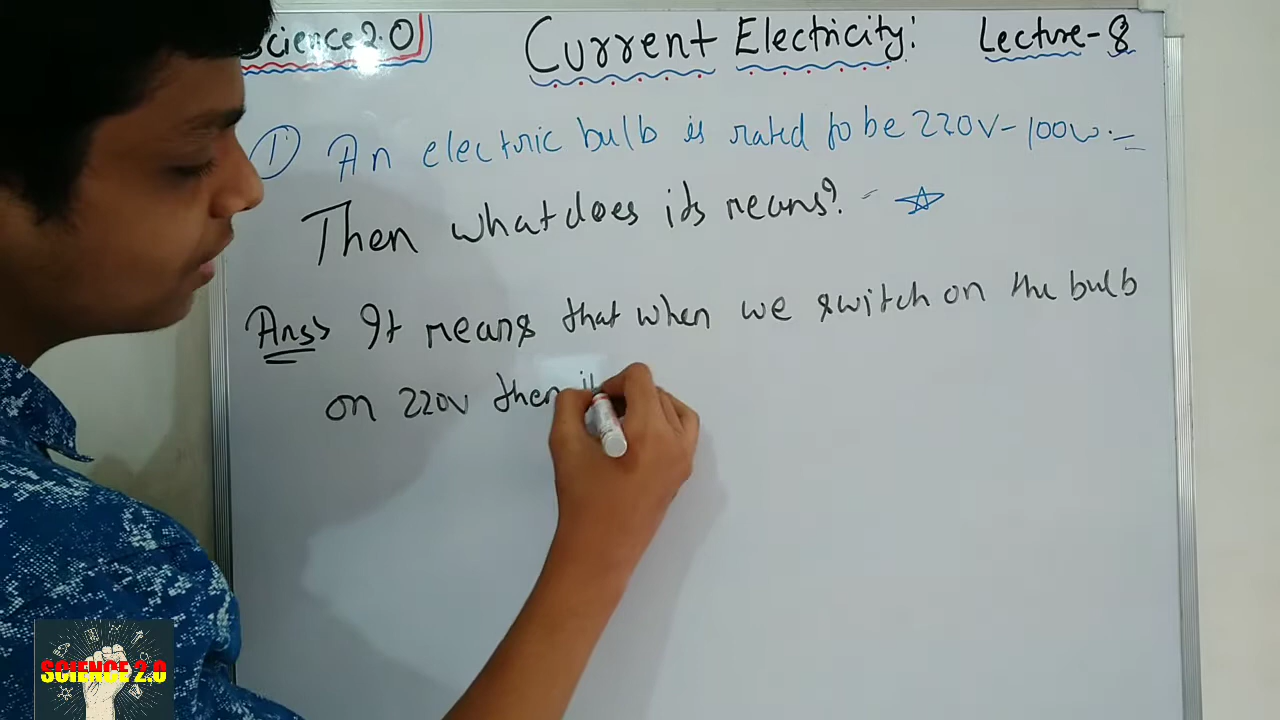 Science 2.0
Current Electricity: Lecture-8
① An electric bulb is rated to be 220V-100W.
Then what does its means?
Ans> It means that when we switch on the bulb
on 220V then
SCIENCE 2.0